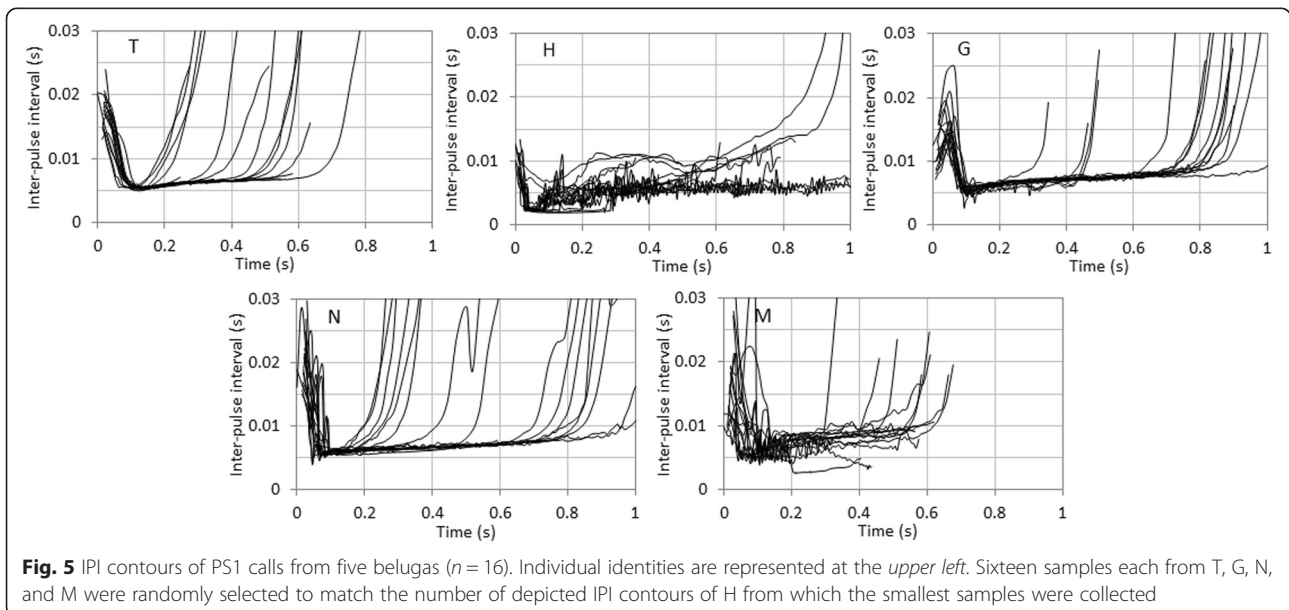 T
Inter-pulse interval (s)
0.03
0.02
0.01
0
0 0.2 0.4 0.6 0.8 1
Time (s)
H
Inter-pulse interval (s)
0.03
0.02
0.01
0
0 0.2 0.4 0.6 0.8 1
Time (s)
G
Inter-pulse interval (s)
0.03
0.02
0.01
0
0 0.2 0.4 0.6 0.8 1
Time (s)
N
Inter-pulse interval (s)
0.03
0.02
0.01
0
0 0.2 0.4 0.6 0.8 1
Time (s)
M
Inter-pulse interval (s)
0.03
0.02
0.01
0
0 0.2 0.4 0.6 0.8 1
Time (s)
Fig. 5 IPI contours of PS1 calls from five belugas (n = 16). Individual identities are represented at the upper left. Sixteen samples each from T, G, N,
and M were randomly selected to match the number of depicted IPI contours of H from which the smallest samples were collected